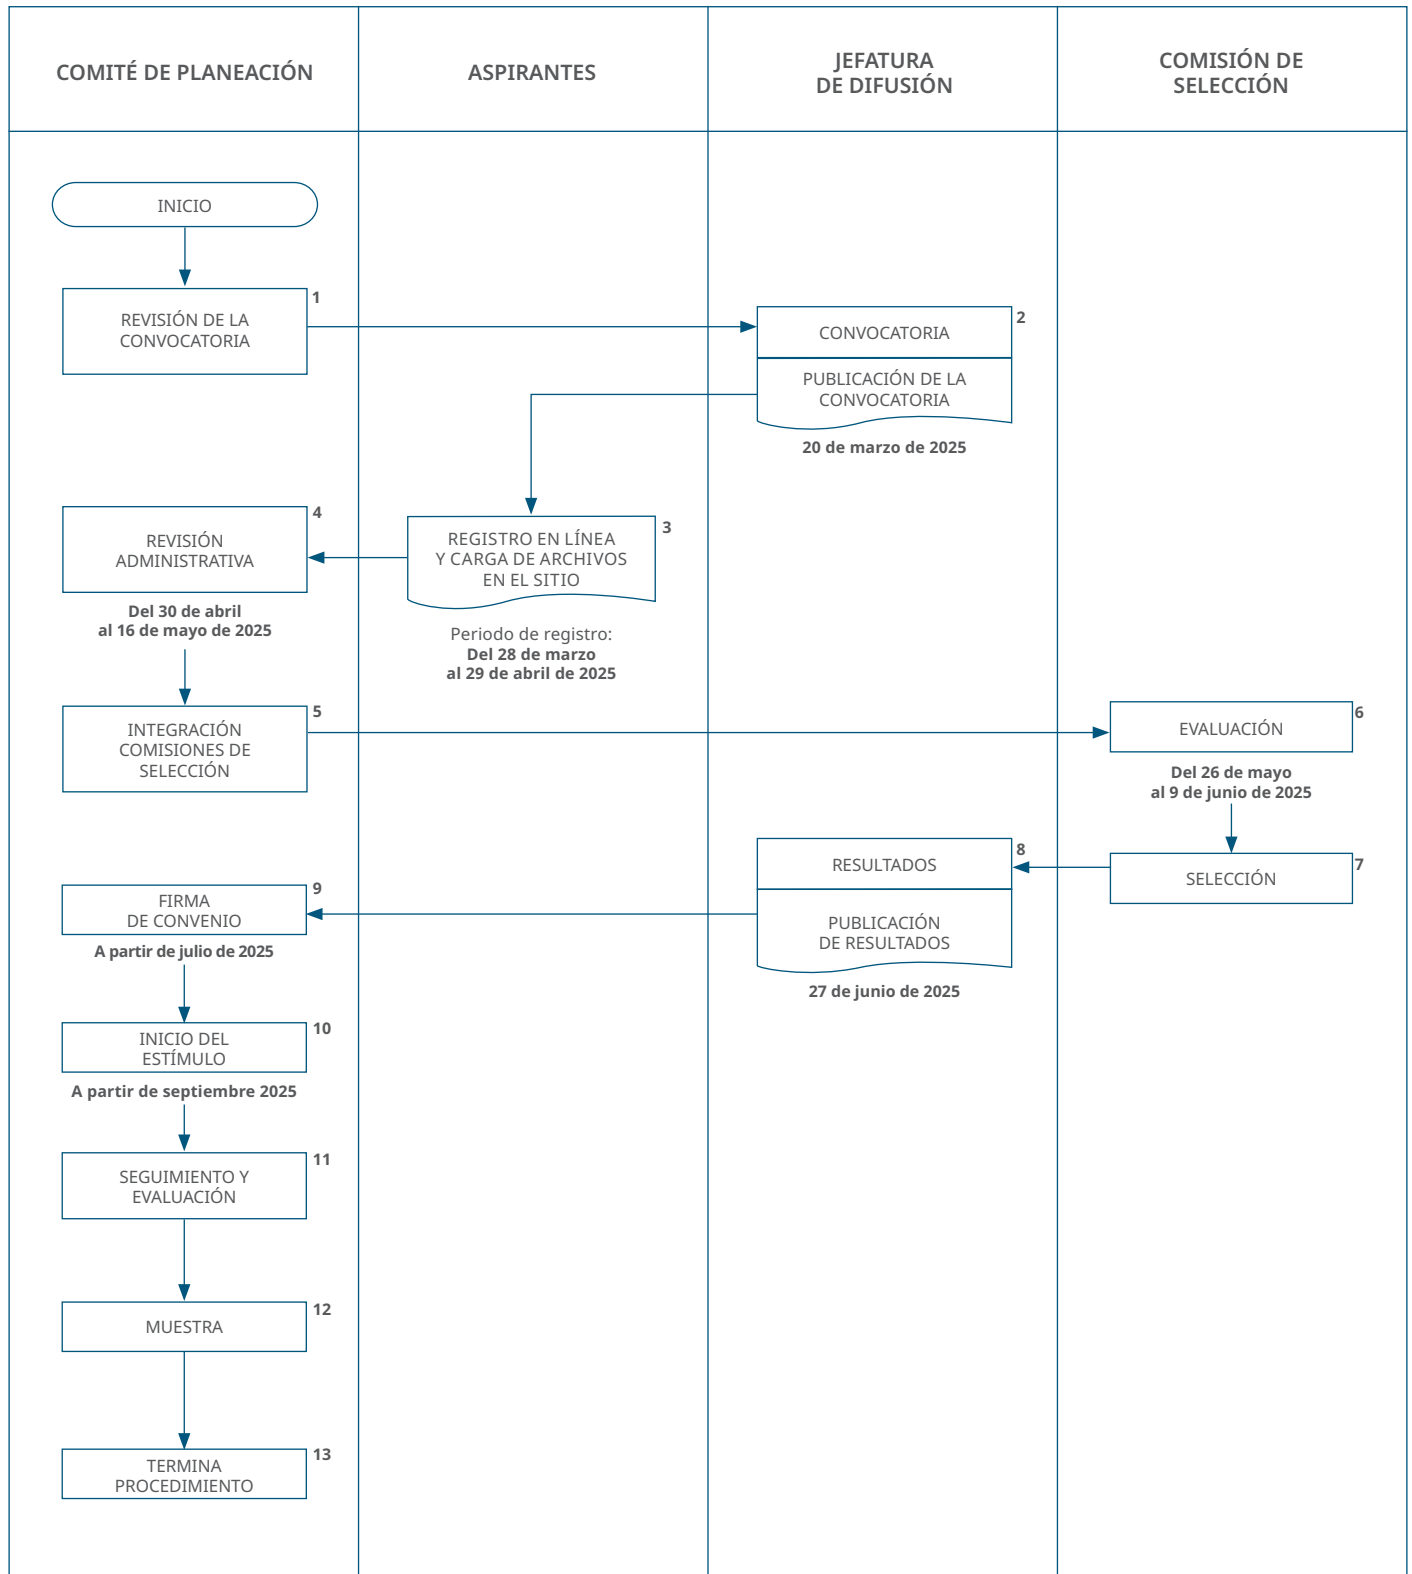 COMITÉ DE PLANEACIÓN
ASPIRANTES
JEFATURA
DE DIFUSIÓN
COMISIÓN DE
SELECCIÓN
INICIO
1
REVISIÓN DE LA
CONVOCATORIA
2
CONVOCATORIA
PUBLICACIÓN DE LA
CONVOCATORIA
20 de marzo de 2025
3
REGISTRO EN LÍNEA
Y CARGA DE ARCHIVOS
EN EL SITIO
Periodo de registro:
Del 28 de marzo
al 29 de abril de 2025
4
REVISIÓN
ADMINISTRATIVA
Del 30 de abril
al 16 de mayo de 2025
5
INTEGRACIÓN
COMISIONES DE
SELECCIÓN
6
EVALUACIÓN
Del 26 de mayo
al 9 de junio de 2025
7
SELECCIÓN
8
RESULTADOS
PUBLICACIÓN
DE RESULTADOS
27 de junio de 2025
9
FIRMA
DE CONVENIO
A partir de julio de 2025
10
INICIO DEL
ESTÍMULO
A partir de septiembre 2025
11
SEGUIMIENTO Y
EVALUACIÓN
12
MUESTRA
13
TERMINA
PROCEDIMIENTO